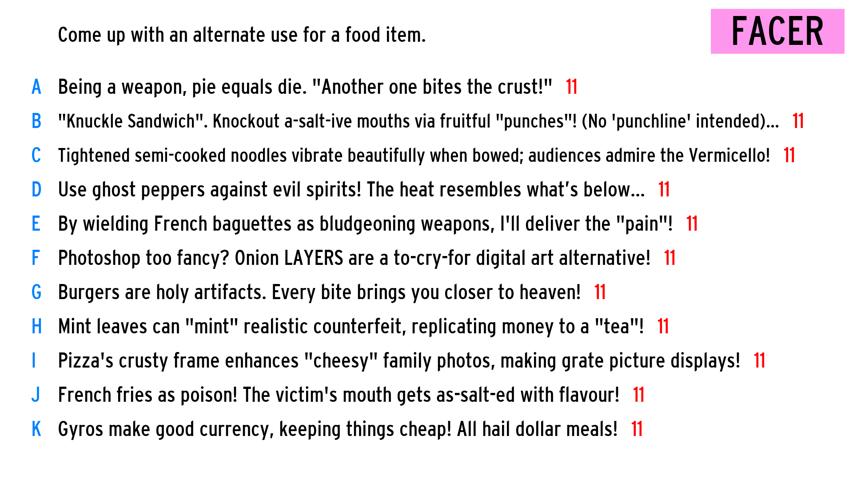 Come up with an alternate use for a food item.
FACER
A Being a weapon, pie equals die. "Another one bites the crust!" 11
B "Knuckle Sandwich". Knockout a-salt-ive mouths via fruitful "punches"! (No 'punchline' intended)... 11
C Tightened semi-cooked noodles vibrate beautifully when bowed; audiences admire the Vermicello! 11
D Use ghost peppers against evil spirits! The heat resembles what's below... 11
E By wielding French baguettes as bludgeoning weapons, I'll deliver the "pain"! 11
F Photoshop too fancy? Onion LAYERS are a to-cry-for digital art alternative! 11
G Burgers are holy artifacts. Every bite brings you closer to heaven! 11
H Mint leaves can "mint" realistic counterfeit, replicating money to a "tea"! 11
I Pizza's crusty frame enhances "cheesy" family photos, making grate picture displays! 11
J French fries as poison! The victim's mouth gets as-salt-ed with flavour! 11
K Gyros make good currency, keeping things cheap! All hail dollar meals! 11